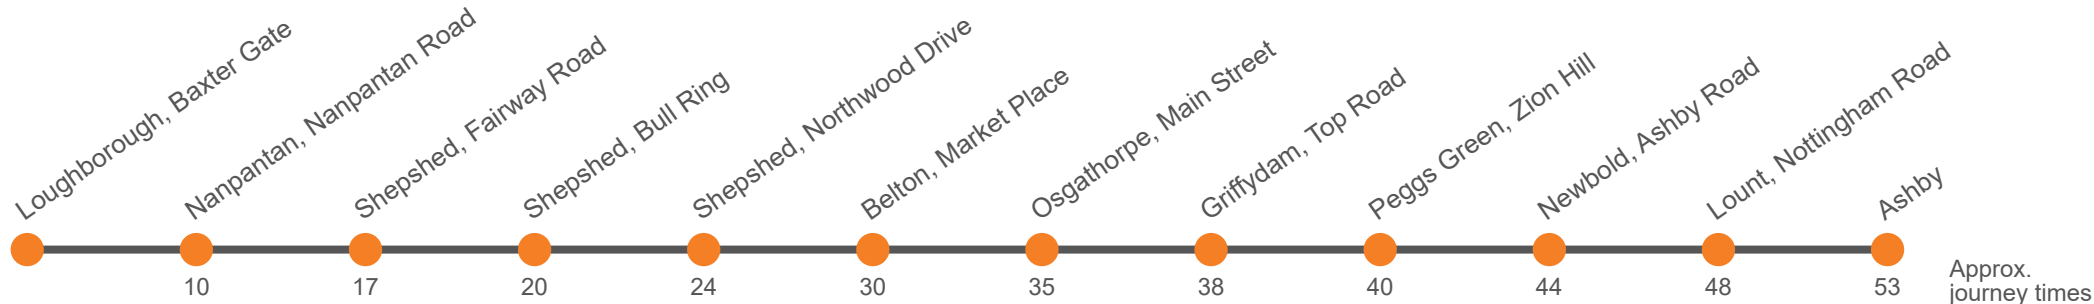 Loughborough, Baxter Gate
Nanpantan, Nanpantan Road
Shepshed, Fairway Road
Shepshed, Bull Ring
Shepshed, Northwood Drive
Belton, Market Place
Osgathorpe, Main Street
Griffydam, Top Road
Peggs Green, Zion Hill
Newbold, Ashby Road
Lount, Nottingham Road
Ashby
10 17 20 24 30 35 38 40 44 48 53
Approx.
journey times